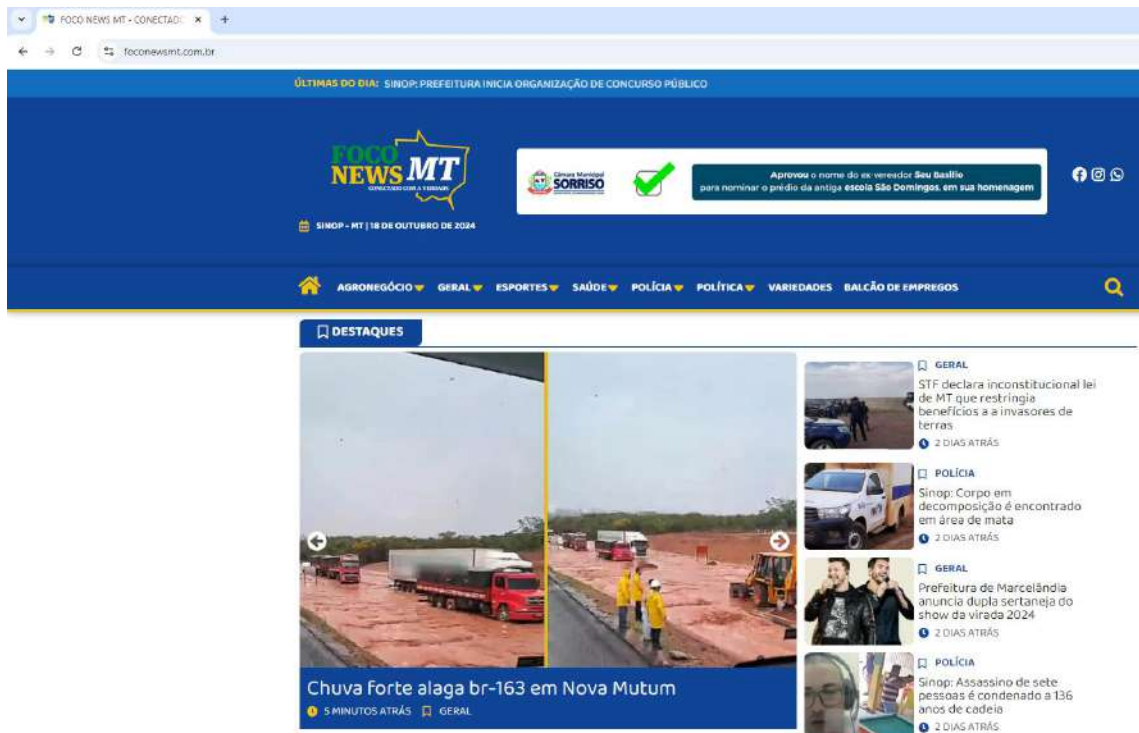 FOCO NEWS MT - CONECTAD
foconewsmt.com.br
ÚLTIMAS DO DIA: SINOP: PREFEITURA INICIA ORGANIZAÇÃO DE CONCURSO PÚBLICO
FOCO
NEWS MT
CONECTADO COM A VERDADE
SINOP - MT | 18 DE OUTUBRO DE 2024
Câmara Municipal
SORRISO
Aprovou o nome do ex-vereador Seu Basílio
para nominar o prédio da antiga escola São Domingos, em sua homenagem
AGRONEGÓCIO GERAL ESPORTES SAÚDE POLÍCIA POLÍTICA VARIEDADES BALCÃO DE EMPREGOS
DESTAQUES
Chuva forte alaga br-163 em Nova Mutum
5 MINUTOS ATRÁS GERAL
GERAL
STF declara inconstitucional lei
de MT que restringia
benefícios a a invasores de
terras
2 DIAS ATRÁS
POLÍCIA
Sinop: Corpo em
decomposição é encontrado
em área de mata
2 DIAS ATRÁS
GERAL
Prefeitura de Marcelândia
anuncia dupla sertaneja do
show da virada 2024
2 DIAS ATRÁS
POLÍCIA
Sinop: Assassino de sete
pessoas é condenado a 136
anos de cadeia
2 DIAS ATRÁS